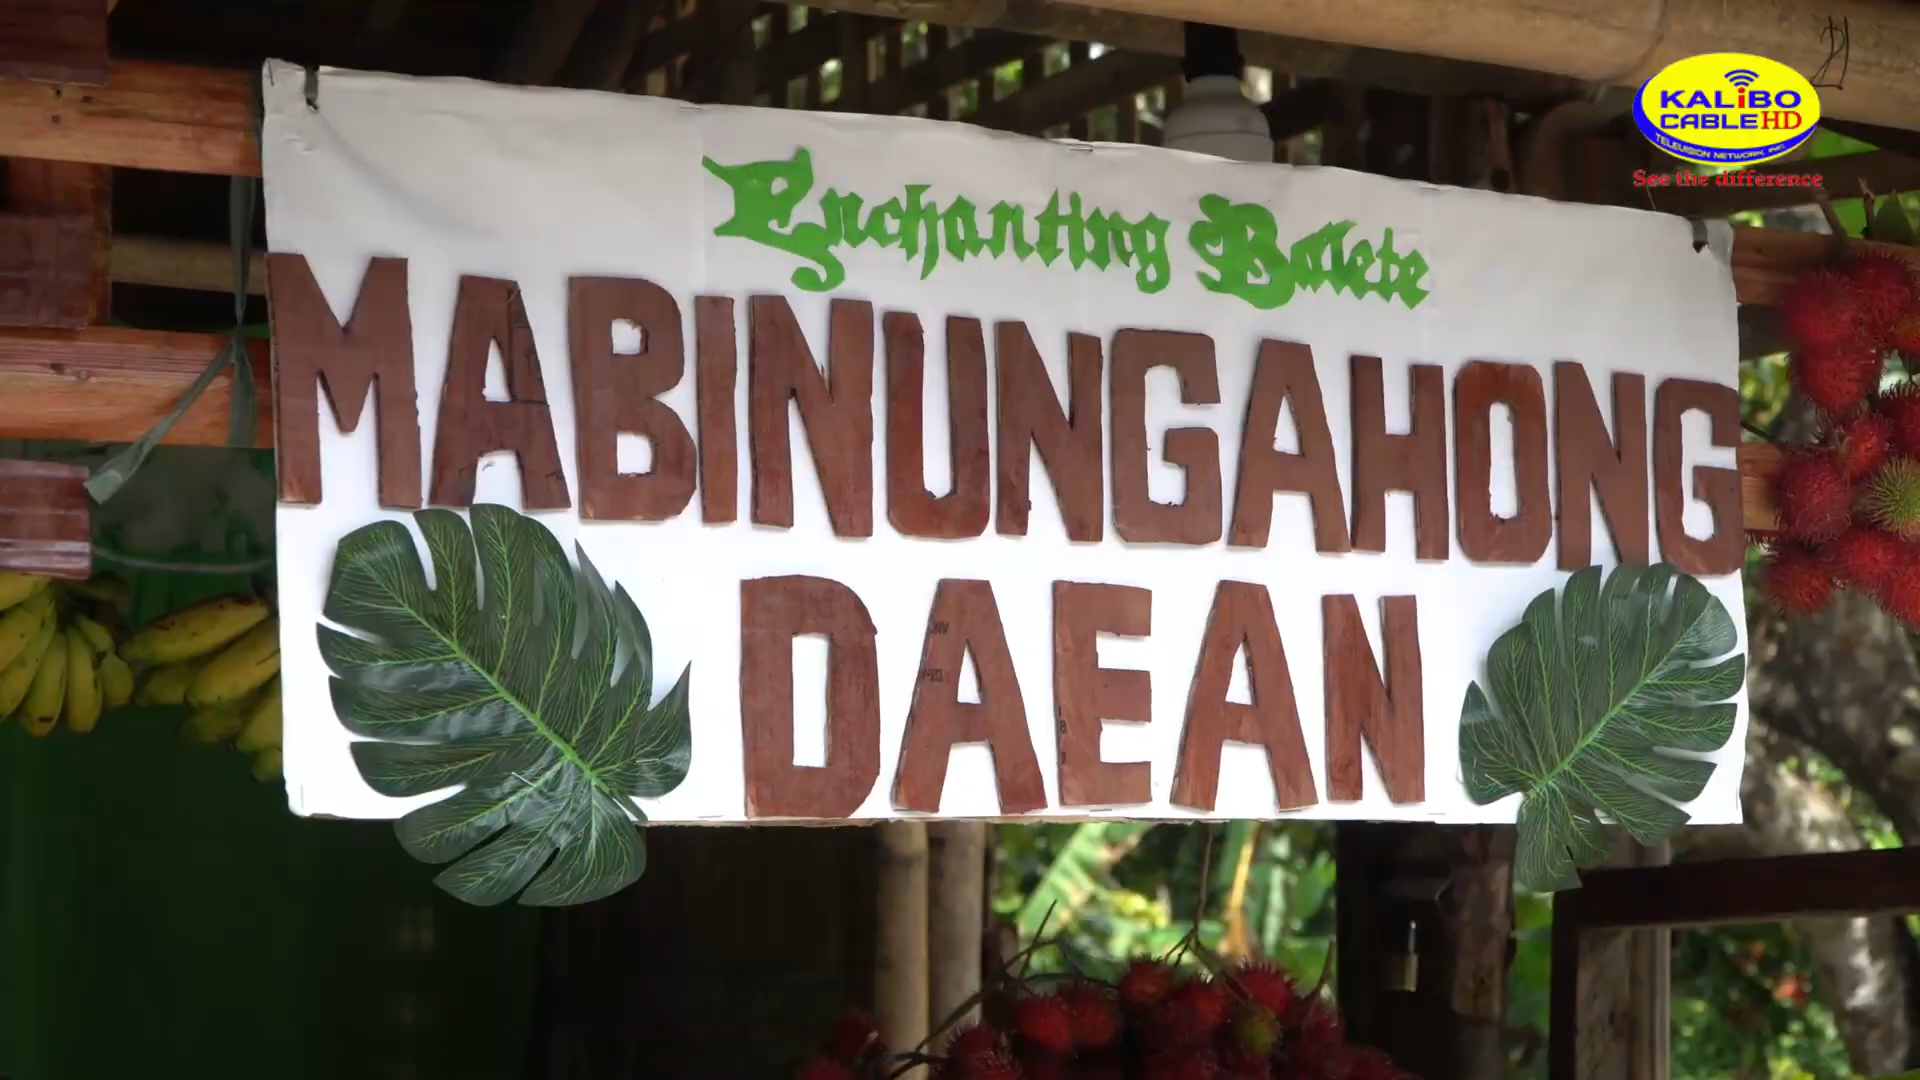 Enchanting Balete
MABINUNGAHONG
DAEAN
KALiBO
CABLE HD
TELEVISION NETWORK, INC.
See the difference